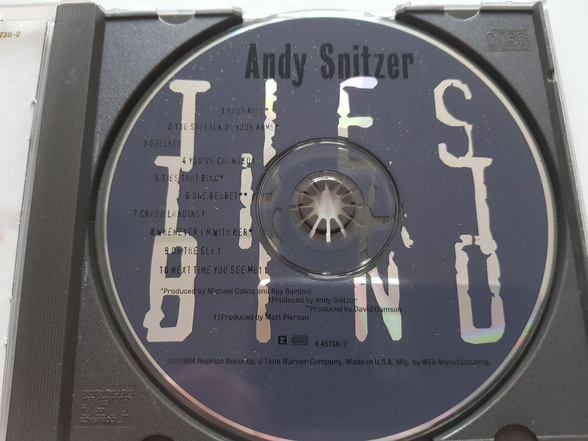 736-2
Andy Snitzer
TIES
THAT
BIND
2 THE SHELTER OF YOUR ARMS*
4 YOU'VE CHANGED†
5 TIES THAT BIND*
6 ONE REGRET**
7 CRASH LANDING†
8 WHENEVER I'M WITH HER*
9 ON THE SLY†
10 NEXT TIME YOU SEE ME††
*Produced by Michael Colina and Ray Bardani
†Produced by Andy Snitzer
**Produced by David Gamson
††Produced by Matt Pierson
9 45736-2
℗©1994 Reprise Records, a Time Warner Company. Made in U.S.A. Mfg. by WEA Manufacturing.